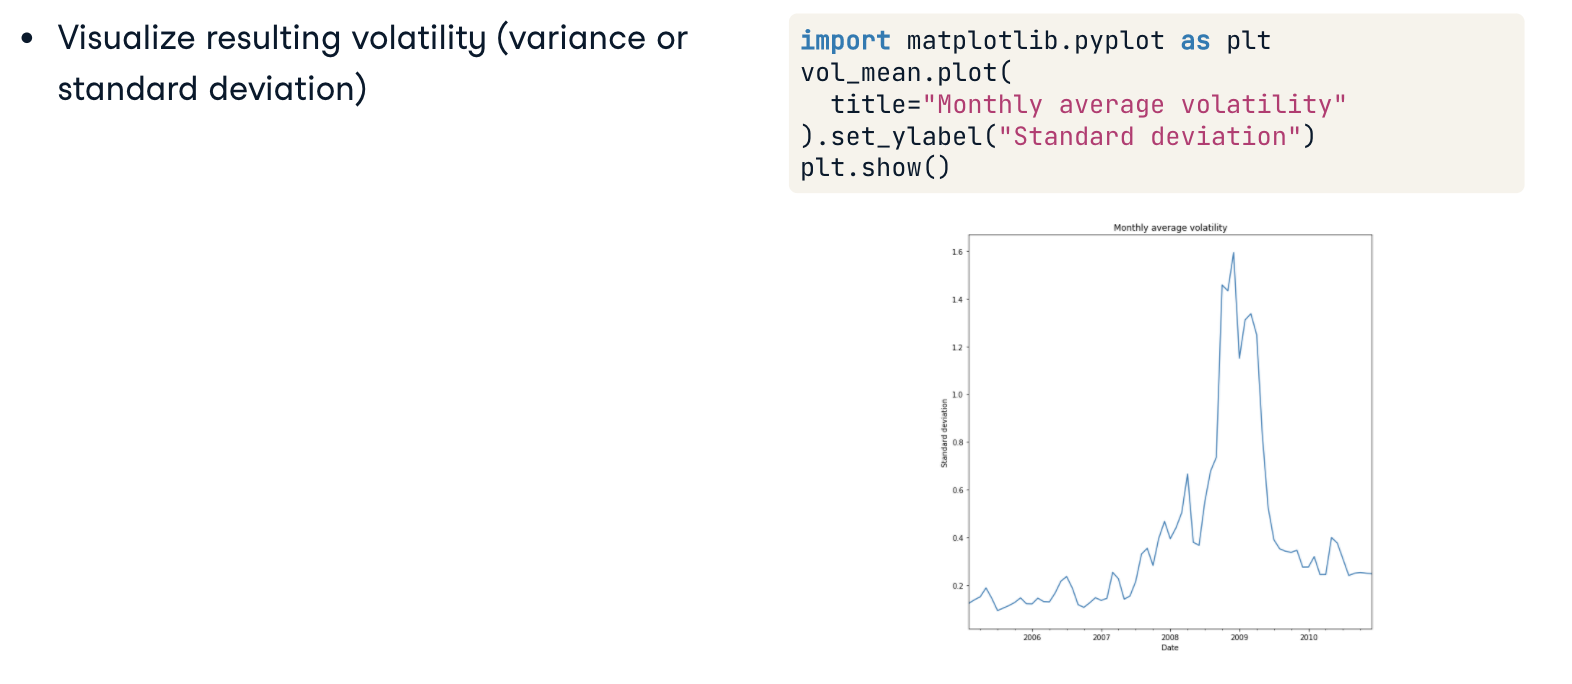 • Visualize resulting volatility (variance or
standard deviation)
import matplotlib.pyplot as plt
vol_mean.plot(
  title="Monthly average volatility"
).set_ylabel("Standard deviation")
plt.show()
Monthly average volatility
1.6
1.4
1.2
1.0
0.8
0.6
0.4
0.2
Standard deviation
2006 2007 2008 2009 2010
Date